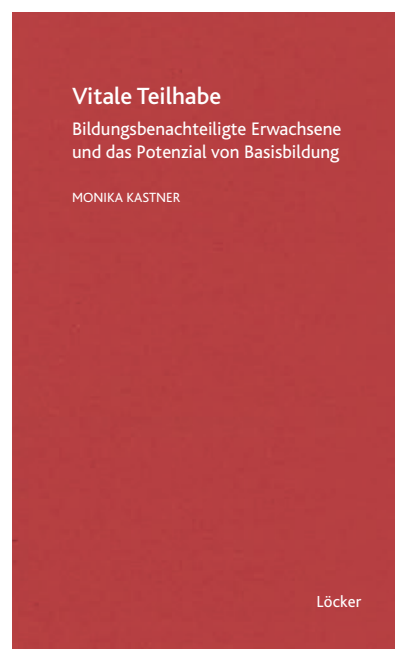 Vitale Teilhabe
Bildungsbenachteiligte Erwachsene
und das Potenzial von Basisbildung
MONIKA KASTNER
Löcker